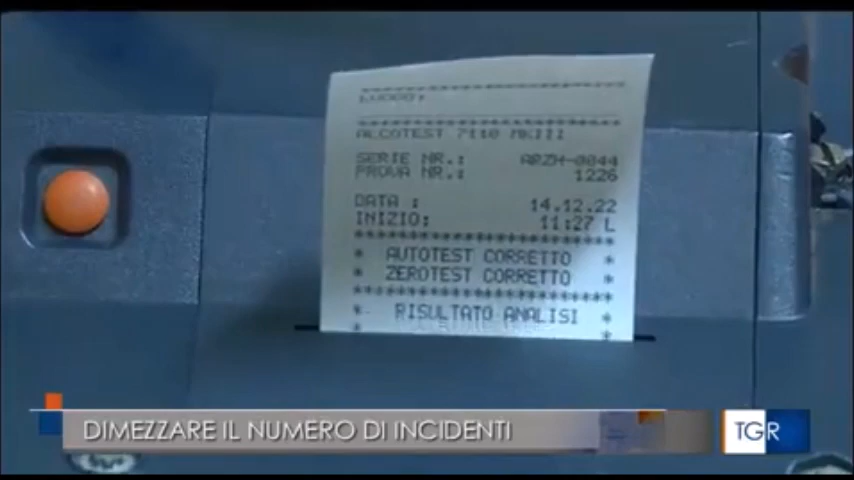 LUOGO:
ALCOTEST 7110 MKIII
SERIE NR.: ARZH-0044
PROVA NR.: 1226
DATA : 14.12.22
INIZIO: 11:27 L
* AUTOTEST CORRETTO *
* ZEROTEST CORRETTO *
* RISULTATO ANALISI *
DIMEZZARE IL NUMERO DI INCIDENTI
TGR